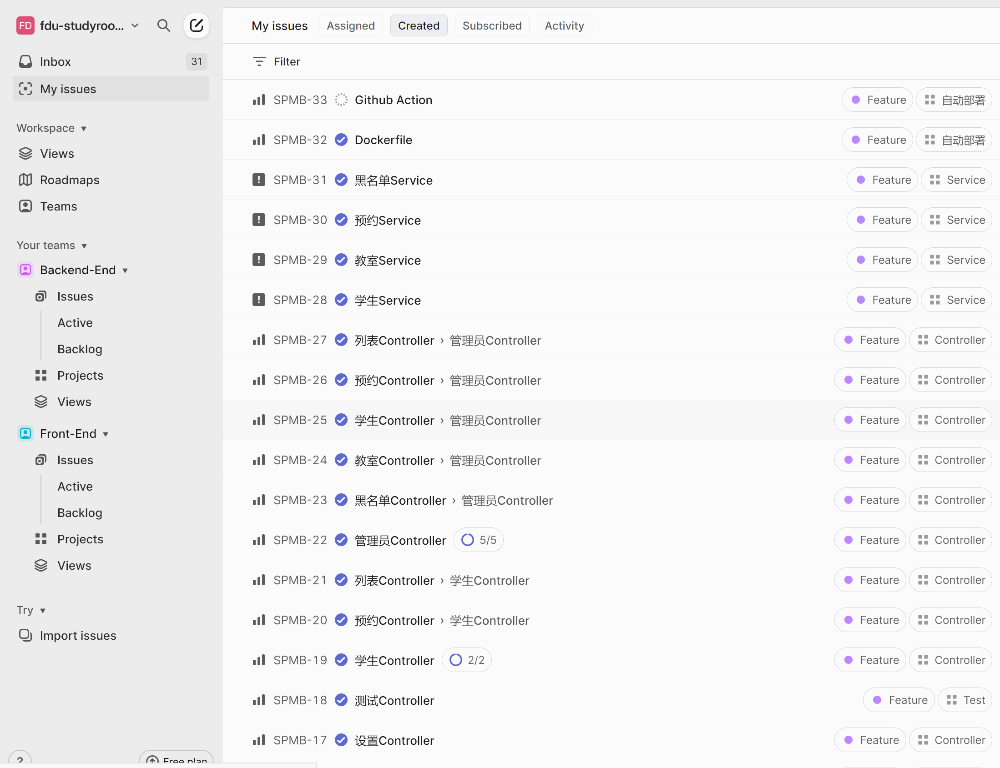 FD fdu-studyroo...
Inbox 31
My issues
Workspace
Views
Roadmaps
Teams
Your teams
Backend-End
Issues
Active
Backlog
Projects
Views
Front-End
Issues
Active
Backlog
Projects
Views
Try
Import issues
? Free plan
My issues Assigned Created Subscribed Activity
Filter
SPMB-33 Github Action Feature 自动部署
SPMB-32 Dockerfile Feature 自动部署
! SPMB-31 黑名单Service Feature Service
! SPMB-30 预约Service Feature Service
! SPMB-29 教室Service Feature Service
! SPMB-28 学生Service Feature Service
SPMB-27 列表Controller › 管理员Controller Feature Controller
SPMB-26 预约Controller › 管理员Controller Feature Controller
SPMB-25 学生Controller › 管理员Controller Feature Controller
SPMB-24 教室Controller › 管理员Controller Feature Controller
SPMB-23 黑名单Controller › 管理员Controller Feature Controller
SPMB-22 管理员Controller 5/5 Feature Controller
SPMB-21 列表Controller › 学生Controller Feature Controller
SPMB-20 预约Controller › 学生Controller Feature Controller
SPMB-19 学生Controller 2/2 Feature Controller
SPMB-18 测试Controller Feature Test
SPMB-17 设置Controller Feature Controller